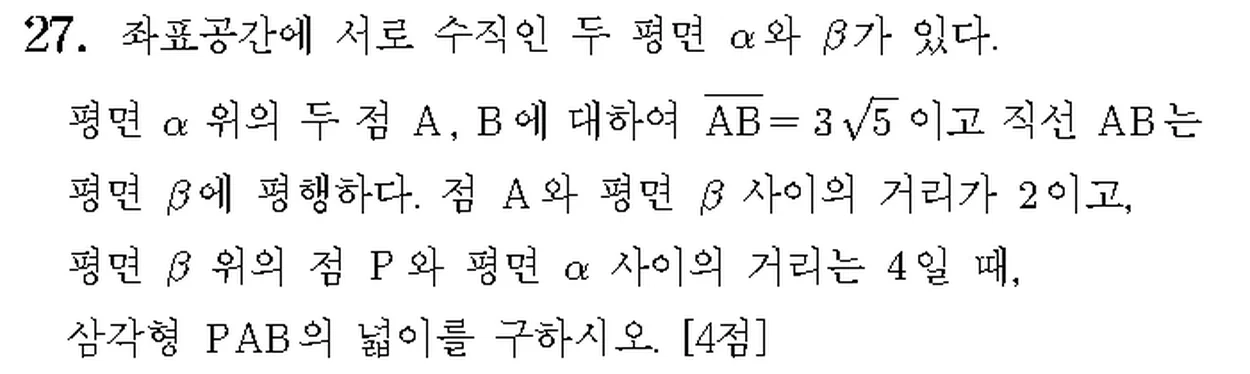 27. 좌표공간에 서로 수직인 두 평면 α와 β가 있다.
평면 α 위의 두 점 A, B에 대하여 \overline{AB} = 3√5 이고 직선 AB는
평면 β에 평행하다. 점 A와 평면 β 사이의 거리가 2이고,
평면 β 위의 점 P와 평면 α 사이의 거리는 4일 때,
삼각형 PAB의 넓이를 구하시오. [4점]